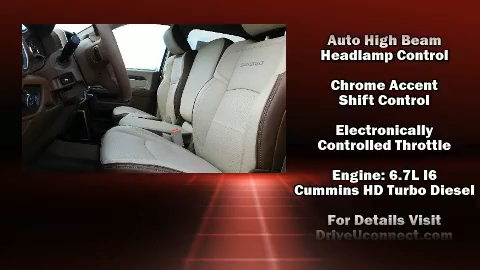 Auto High Beam
Headlamp Control
Chrome Accent
Shift Control
Electronically
Controlled Throttle
Engine: 6.7L I6
Cummins HD Turbo Diesel
For Details Visit
DriveUconnect.com